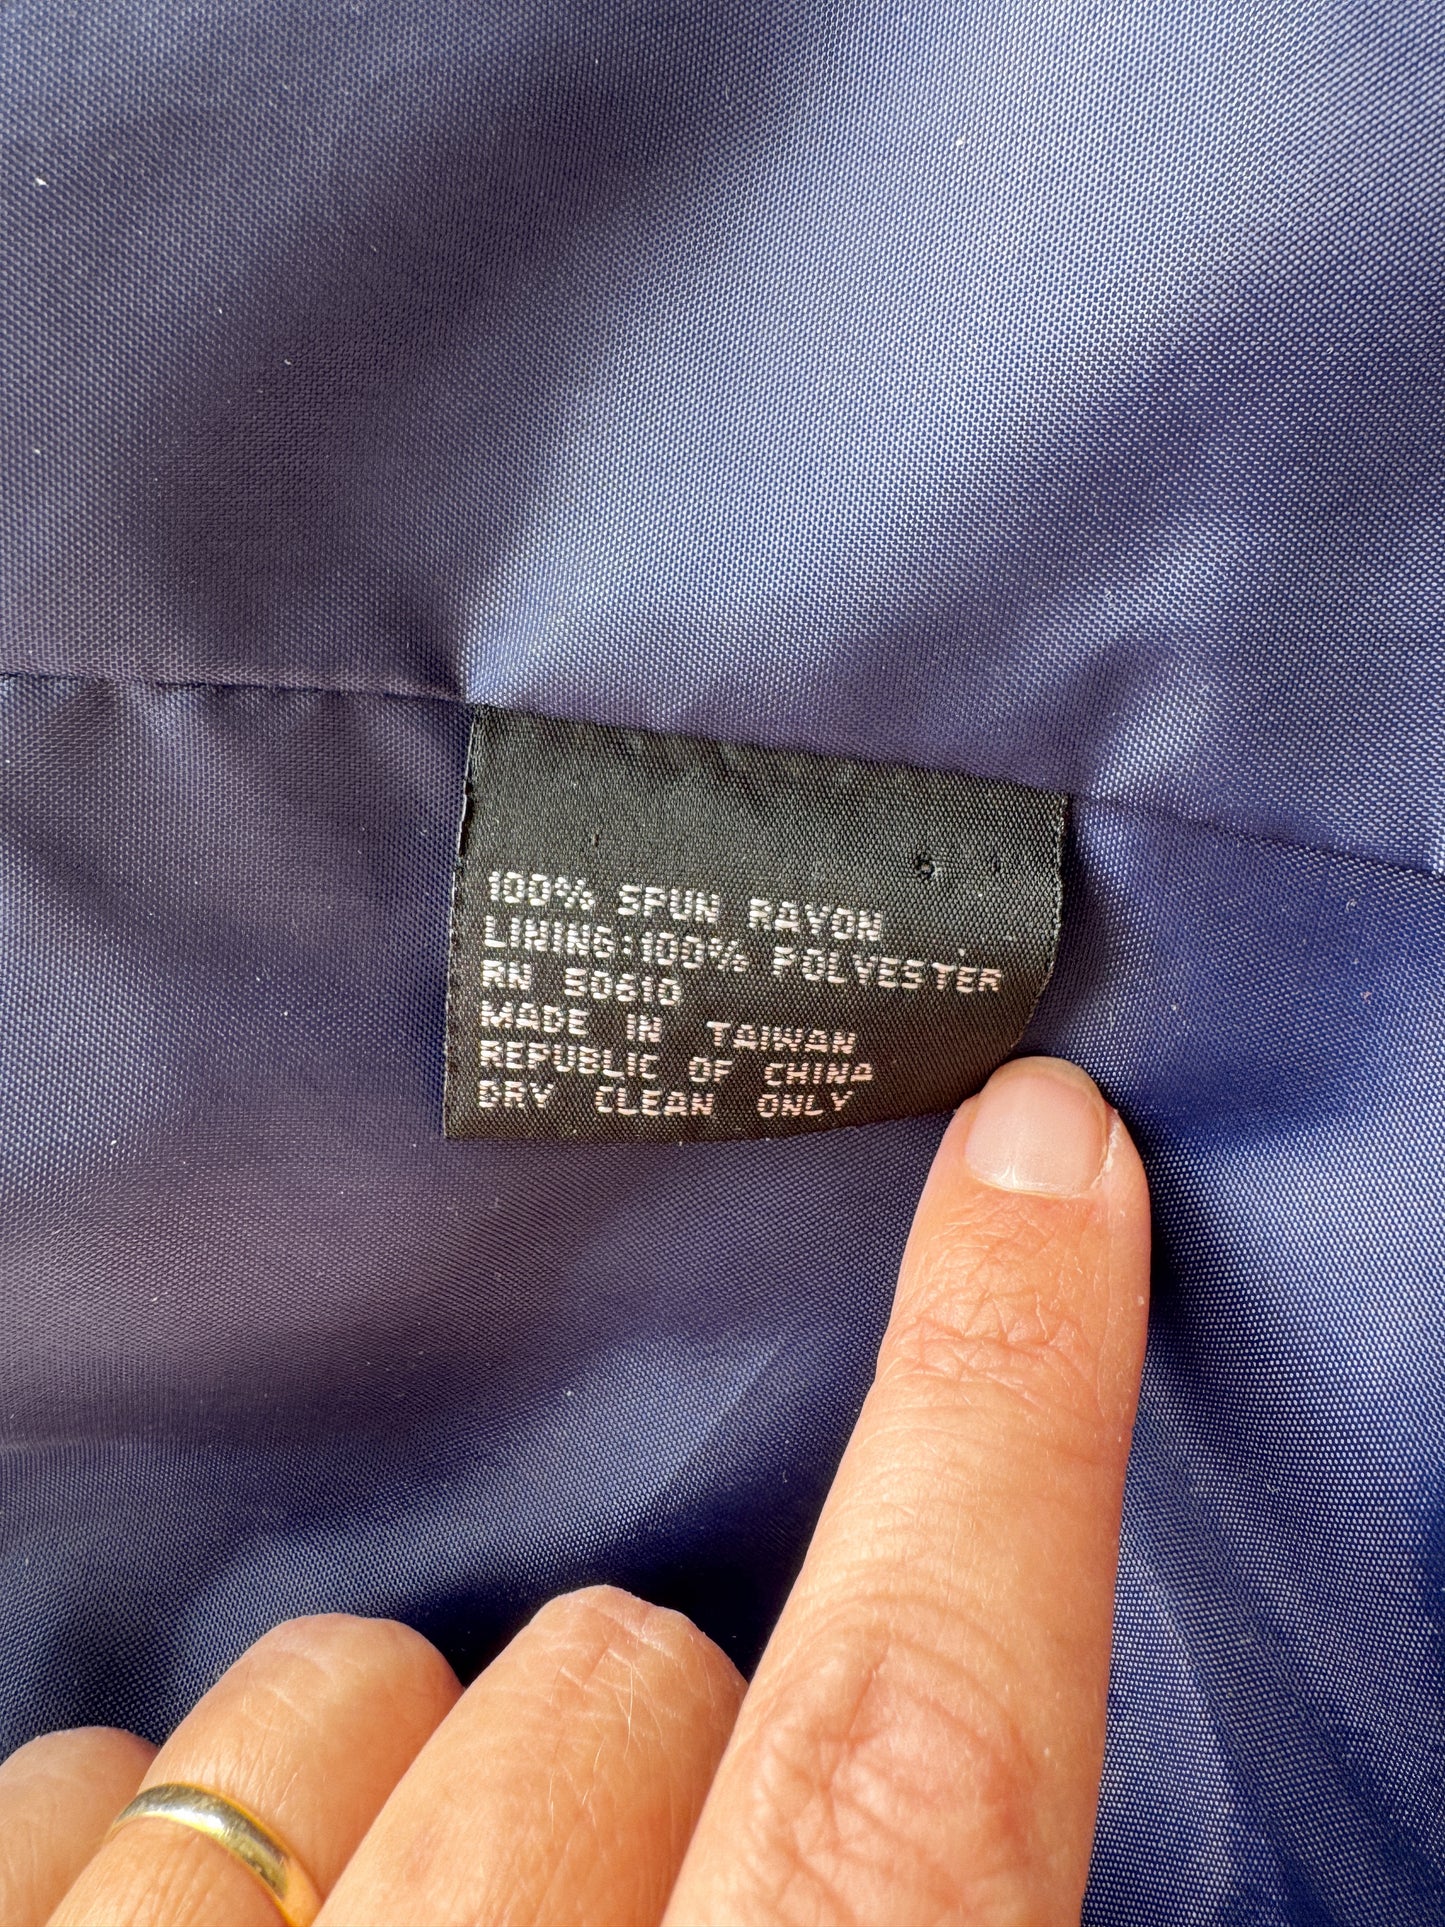 100% SPUN RAYON
LINING:100% POLYESTER
RN 50610
MADE IN TAIWAN
REPUBLIC OF CHINA
DRY CLEAN ONLY